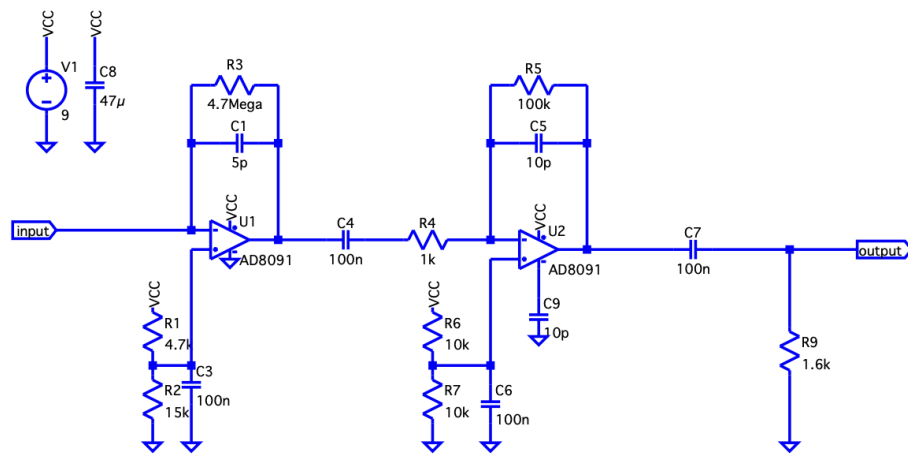 VCC
VCC
V1
9
C8
47µ
R3
4.7Mega
C1
5p
VCC
U1
AD8091
input
VCC
R1
4.7k
R2
15k
C3
100n
C4
100n
R4
1k
R5
100k
C5
10p
VCC
U2
AD8091
C9
10p
VCC
R6
10k
R7
10k
C6
100n
C7
100n
R9
1.6k
output